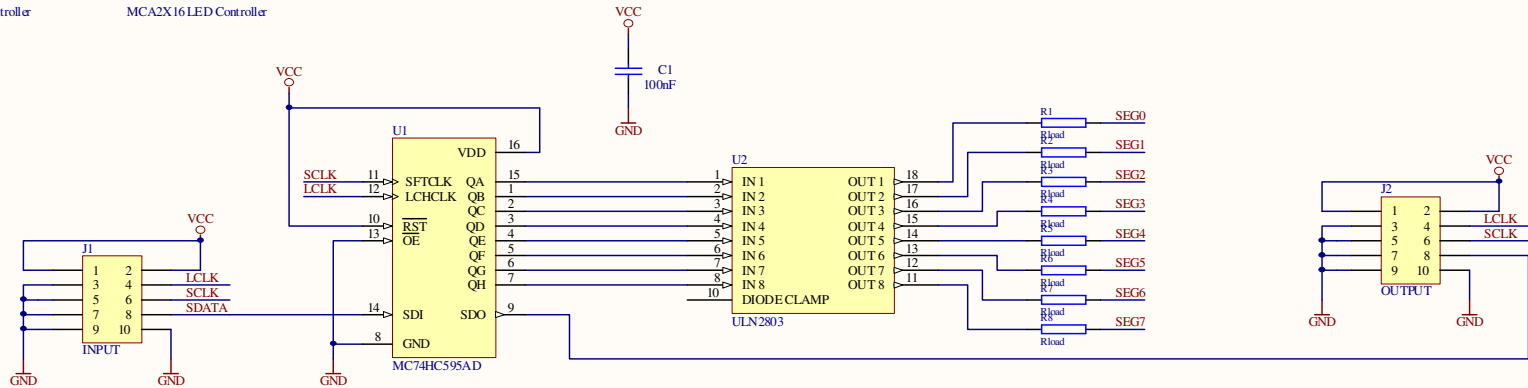 troller MCA2X16 LED Controller
VCC
C1
100nF
GND
VCC
U1
16 VDD
SCLK 11 SFTCLK QA 15
LCLK 12 LCHCLK QB 1
QC 2
10 RST QD 3
13 OE QE 4
QF 5
QG 6
QH 7
14 SDI SDO 9
8 GND
MC74HC595AD
GND
VCC
J1
1 2
3 4 LCLK
5 6 SCLK
7 8 SDATA
9 10
INPUT
GND GND
U2
1 IN 1 OUT 1 18
2 IN 2 OUT 2 17
3 IN 3 OUT 3 16
4 IN 4 OUT 4 15
5 IN 5 OUT 5 14
6 IN 6 OUT 6 13
7 IN 7 OUT 7 12
8 IN 8 OUT 8 11
10 DIODE CLAMP
ULN2803
R1 SEG0
Rload
R2 SEG1
Rload
R3 SEG2
Rload
R4 SEG3
Rload
R5 SEG4
Rload
R6 SEG5
Rload
R7 SEG6
Rload
R8 SEG7
Rload
VCC
J2
1 2
3 4 LCLK
5 6 SCLK
7 8
9 10
OUTPUT
GND GND